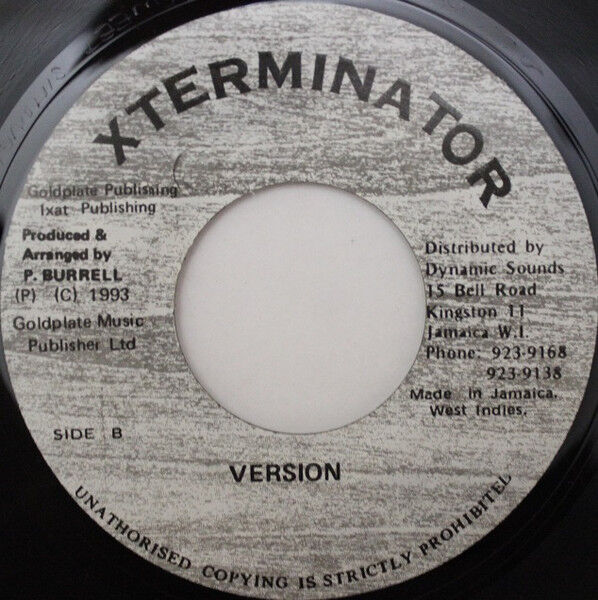 XTERMINATOR
Goldplate Publishing
Ixat Publishing
Produced &
Arranged by
P. BURRELL
(P) (C) 1993
Goldplate Music
Publisher Ltd
Distributed by
Dynamic Sounds
15 Bell Road
Kingston 11
Jamaica W.I.
Phone: 923-9168
923-9138
Made in Jamaica.
West Indies.
SIDE B
VERSION
UNATHORISED COPYING IS STRICTLY PROHIBITED